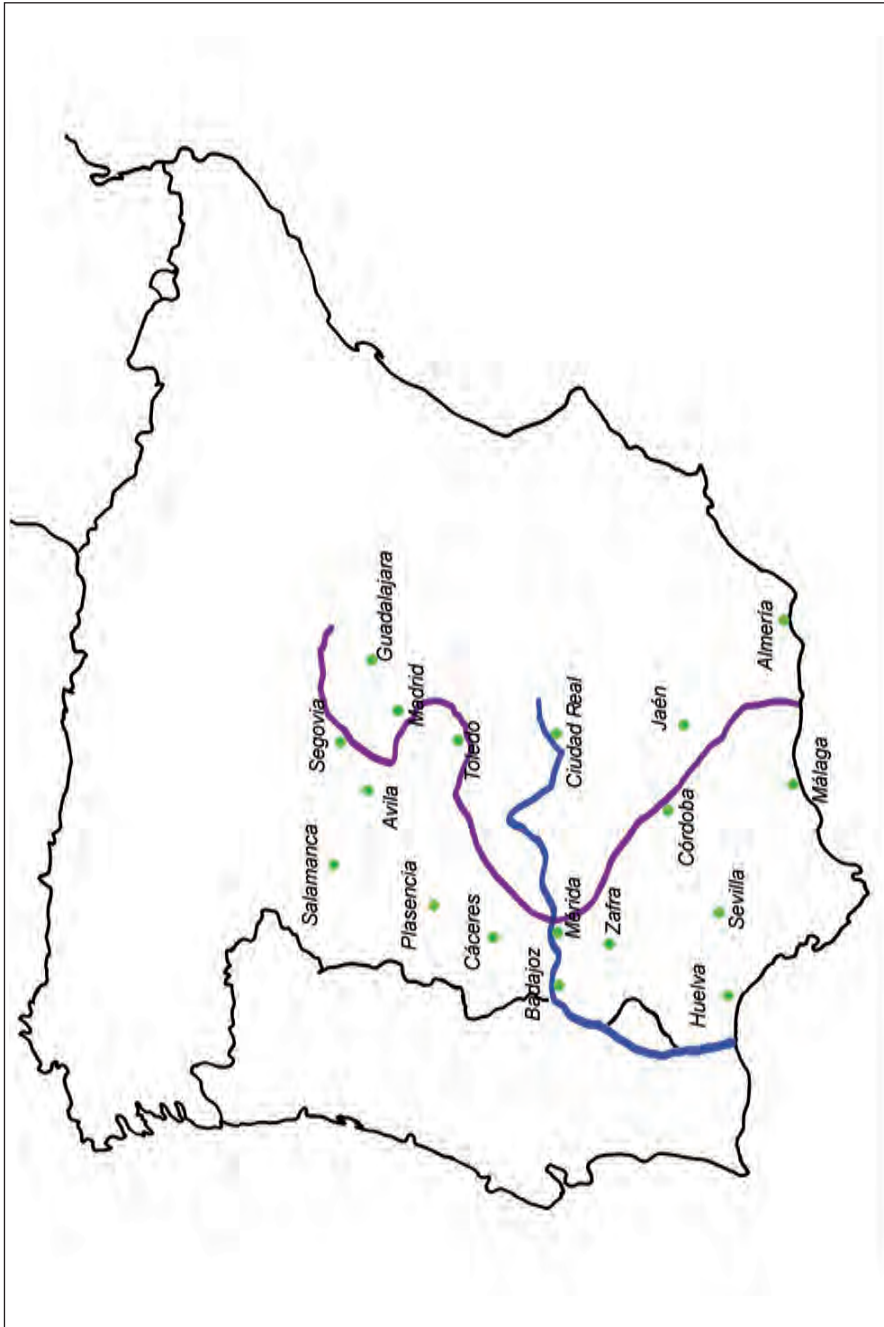 Segovia
Guadalajara
Salamanca
Avila
Madrid
Plasencia
Toledo
Cáceres
Ciudad Real
Badajoz
Mérida
Zafra
Jaén
Córdoba
Almería
Sevilla
Huelva
Málaga